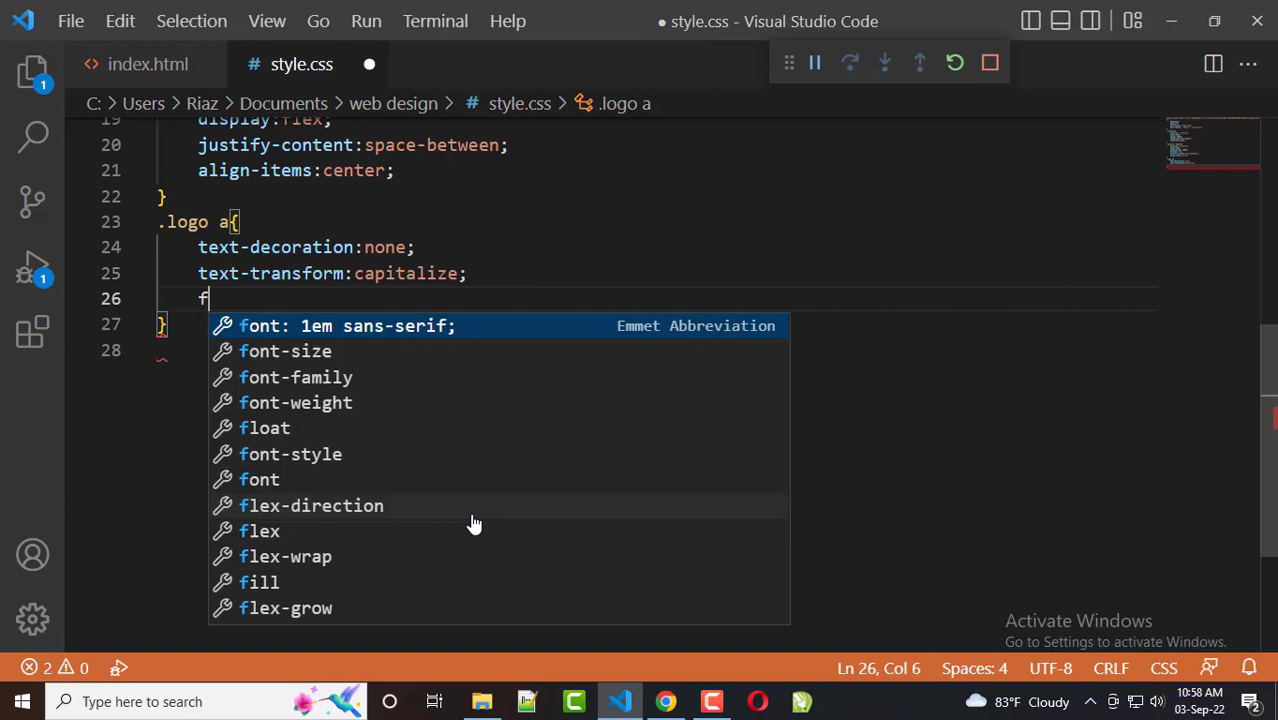 File Edit Selection View Go Run Terminal Help ● style.css - Visual Studio Code
<> index.html # style.css ●
C: > Users > Riaz > Documents > web design > # style.css > .logo a
19 display:flex;
20 justify-content:space-between;
21 align-items:center;
22 }
23 .logo a{
24 text-decoration:none;
25 text-transform:capitalize;
26 f
font: 1em sans-serif; Emmet Abbreviation
27 }
28
font-size
font-family
font-weight
float
font-style
font
flex-direction
flex
flex-wrap
fill
flex-grow
1
1
Activate Windows
Go to Settings to activate Windows.
2 0 Ln 26, Col 6 Spaces: 4 UTF-8 CRLF CSS
Type here to search 83°F Cloudy 10:58 AM
03-Sep-22 2